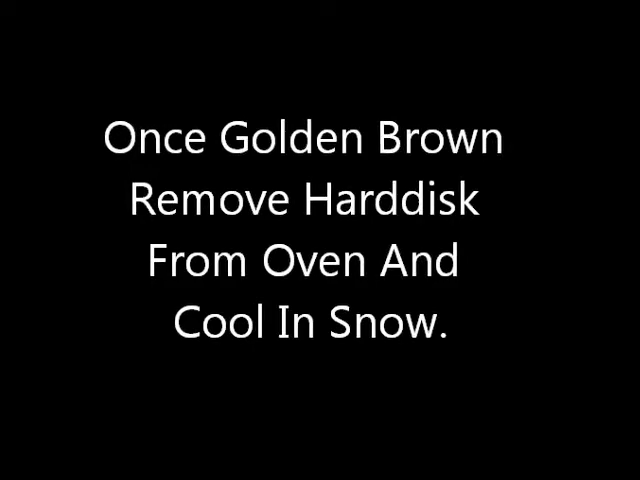 Once Golden Brown
Remove Harddisk
From Oven And
Cool In Snow.